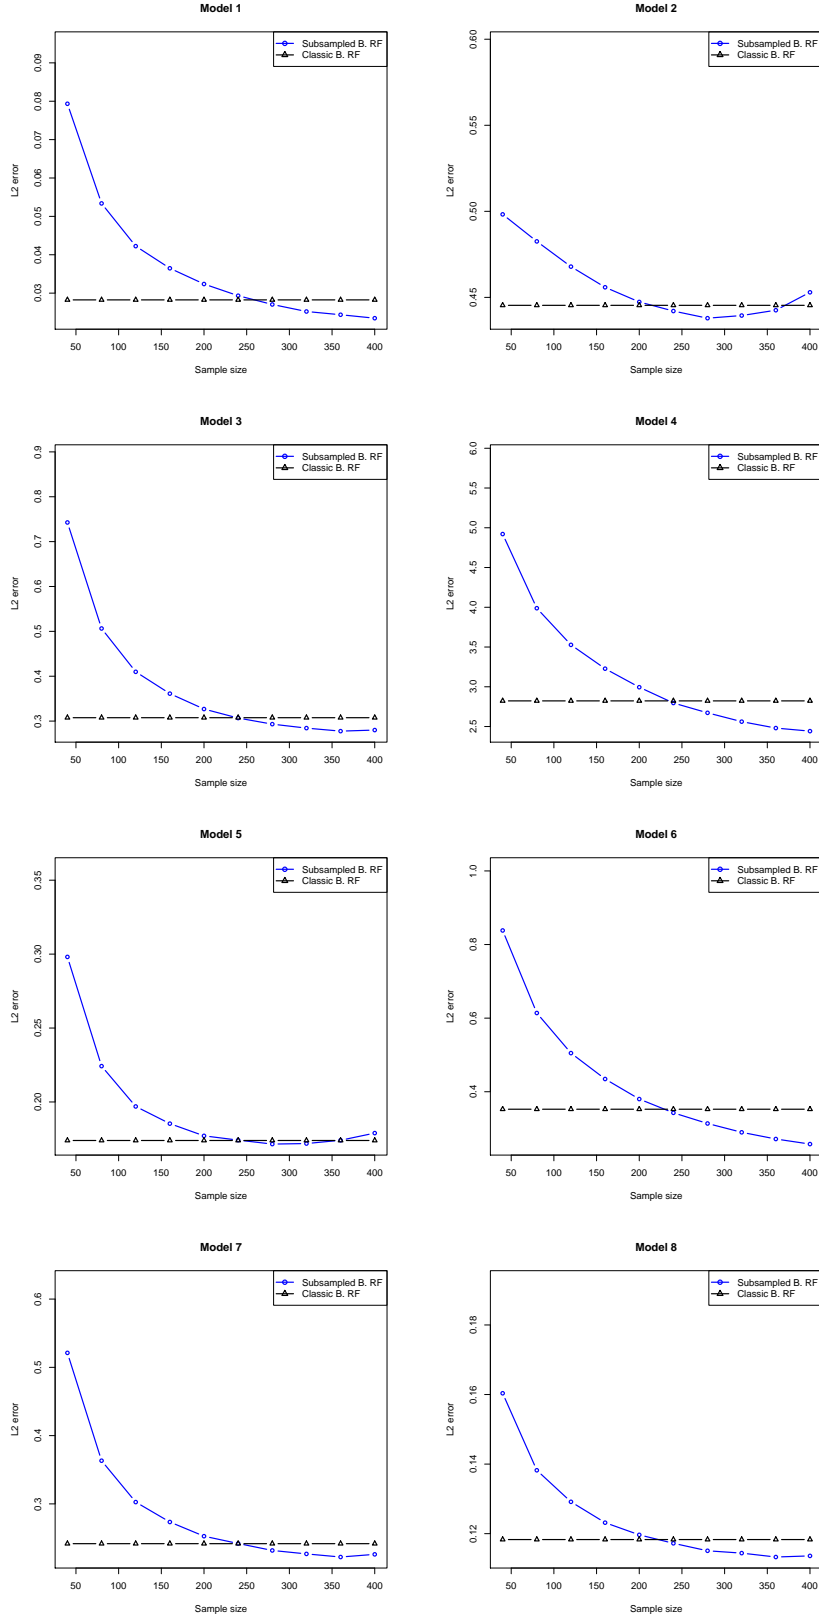 Model 1
Subsampled B. RF
Classic B. RF
0.09
0.08
0.07
0.06
0.05
0.04
0.03
L2 error
50 100 150 200 250 300 350 400
Sample size
Model 2
Subsampled B. RF
Classic B. RF
0.60
0.55
0.50
0.45
L2 error
50 100 150 200 250 300 350 400
Sample size
Model 3
Subsampled B. RF
Classic B. RF
0.9
0.8
0.7
0.6
0.5
0.4
0.3
L2 error
50 100 150 200 250 300 350 400
Sample size
Model 4
Subsampled B. RF
Classic B. RF
6.0
5.5
5.0
4.5
4.0
3.5
3.0
2.5
L2 error
50 100 150 200 250 300 350 400
Sample size
Model 5
Subsampled B. RF
Classic B. RF
0.35
0.30
0.25
0.20
L2 error
50 100 150 200 250 300 350 400
Sample size
Model 6
Subsampled B. RF
Classic B. RF
1.0
0.8
0.6
0.4
L2 error
50 100 150 200 250 300 350 400
Sample size
Model 7
Subsampled B. RF
Classic B. RF
0.6
0.5
0.4
0.3
L2 error
50 100 150 200 250 300 350 400
Sample size
Model 8
Subsampled B. RF
Classic B. RF
0.18
0.16
0.14
0.12
L2 error
50 100 150 200 250 300 350 400
Sample size